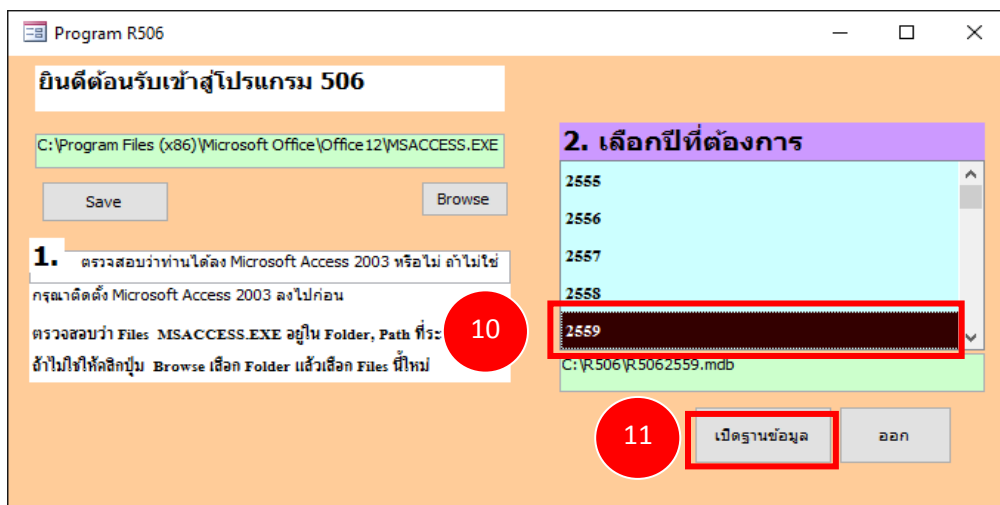 Program R506
ยินดีต้อนรับเข้าสู่โปรแกรม 506
C:\Program Files (x86)\Microsoft Office\Office12\MSACCESS.EXE
Save
Browse
1. ตรวจสอบว่าท่านได้ลง Microsoft Access 2003 หรือไม่ ถ้าไม่ใช่
กรุณาติดตั้ง Microsoft Access 2003 ลงไปก่อน
ตรวจสอบว่า Files MSACCESS.EXE อยู่ใน Folder, Path ที่ระ
ถ้าไม่ใช่ให้คลิกปุ่ม Browse เลือก Folder แล้วเลือก Files นี้ใหม่
2. เลือกปีที่ต้องการ
2555
2556
2557
2558
10
2559
C:\R506\R5062559.mdb
11
เปิดฐานข้อมูล
ออก